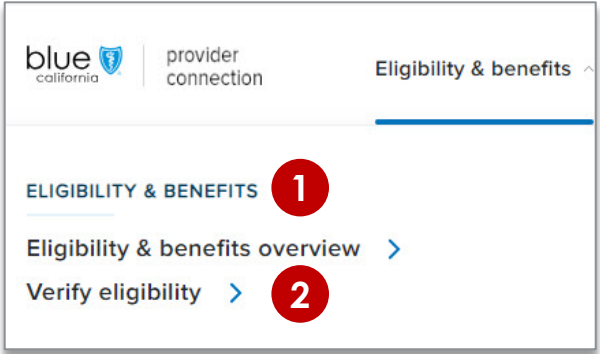 blue
california
provider
connection
Eligibility & benefits
ELIGIBILITY & BENEFITS 1
Eligibility & benefits overview
Verify eligibility 2